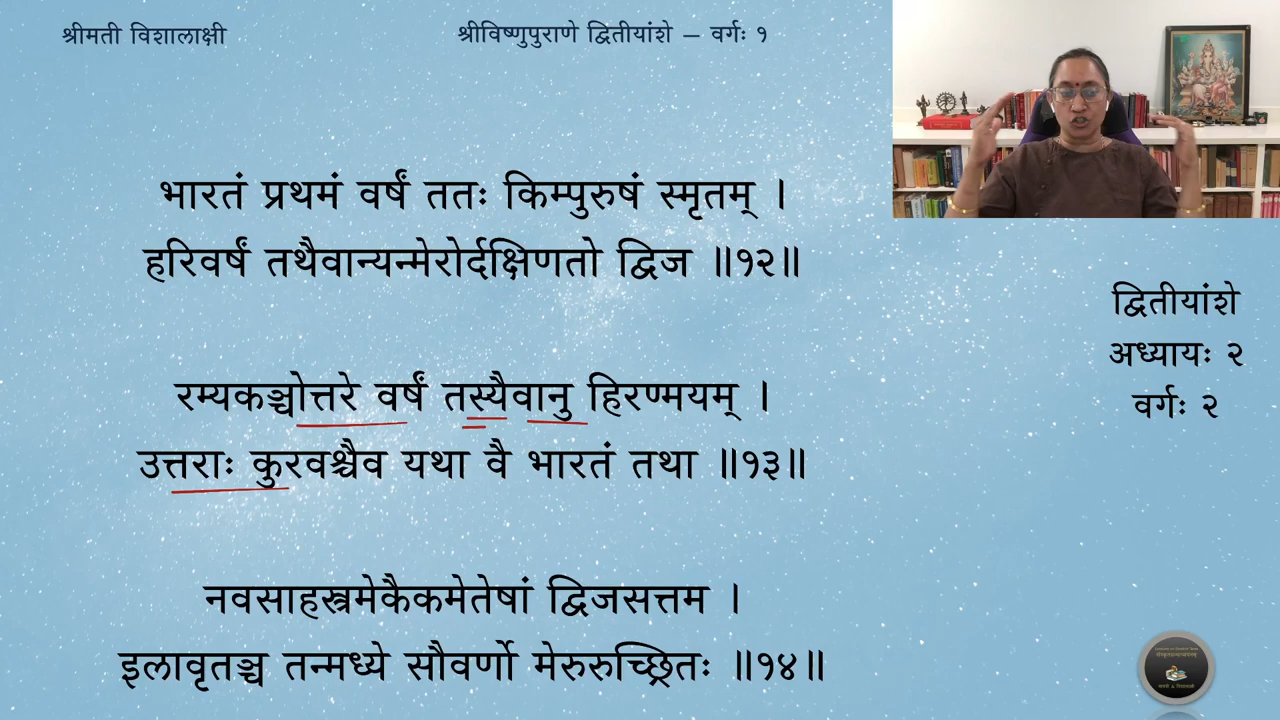 श्रीमती विशालाक्षी
श्रीविष्णुपुराणे द्वितीयांशे – वर्गः १
भारतं प्रथमं वर्षं ततः किम्पुरुषं स्मृतम् ।
हरिवर्षं तथैवान्यन्मेरोर्दक्षिणतो द्विज ॥१२॥
रम्यकञ्चोत्तरे वर्षं तस्यैवानु हिरण्मयम् ।
उत्तराः कुरवश्चैव यथा वै भारतं तथा ॥१३॥
नवसाहस्रमेकैकमेतेषां द्विजसत्तम ।
इलावृतञ्च तन्मध्ये सौवर्णो मेरुरुच्छ्रितः ॥१४॥
द्वितीयांशे
अध्यायः २
वर्गः २